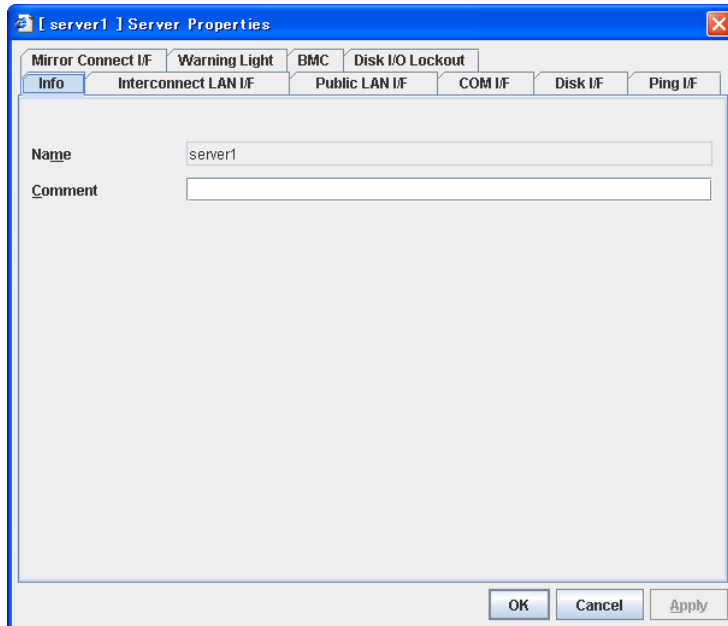 [ server1 ] Server Properties
Mirror Connect I/F Warning Light BMC Disk I/O Lockout
Info Interconnect LAN I/F Public LAN I/F COM I/F Disk I/F Ping I/F
Name server1
Comment
OK Cancel Apply